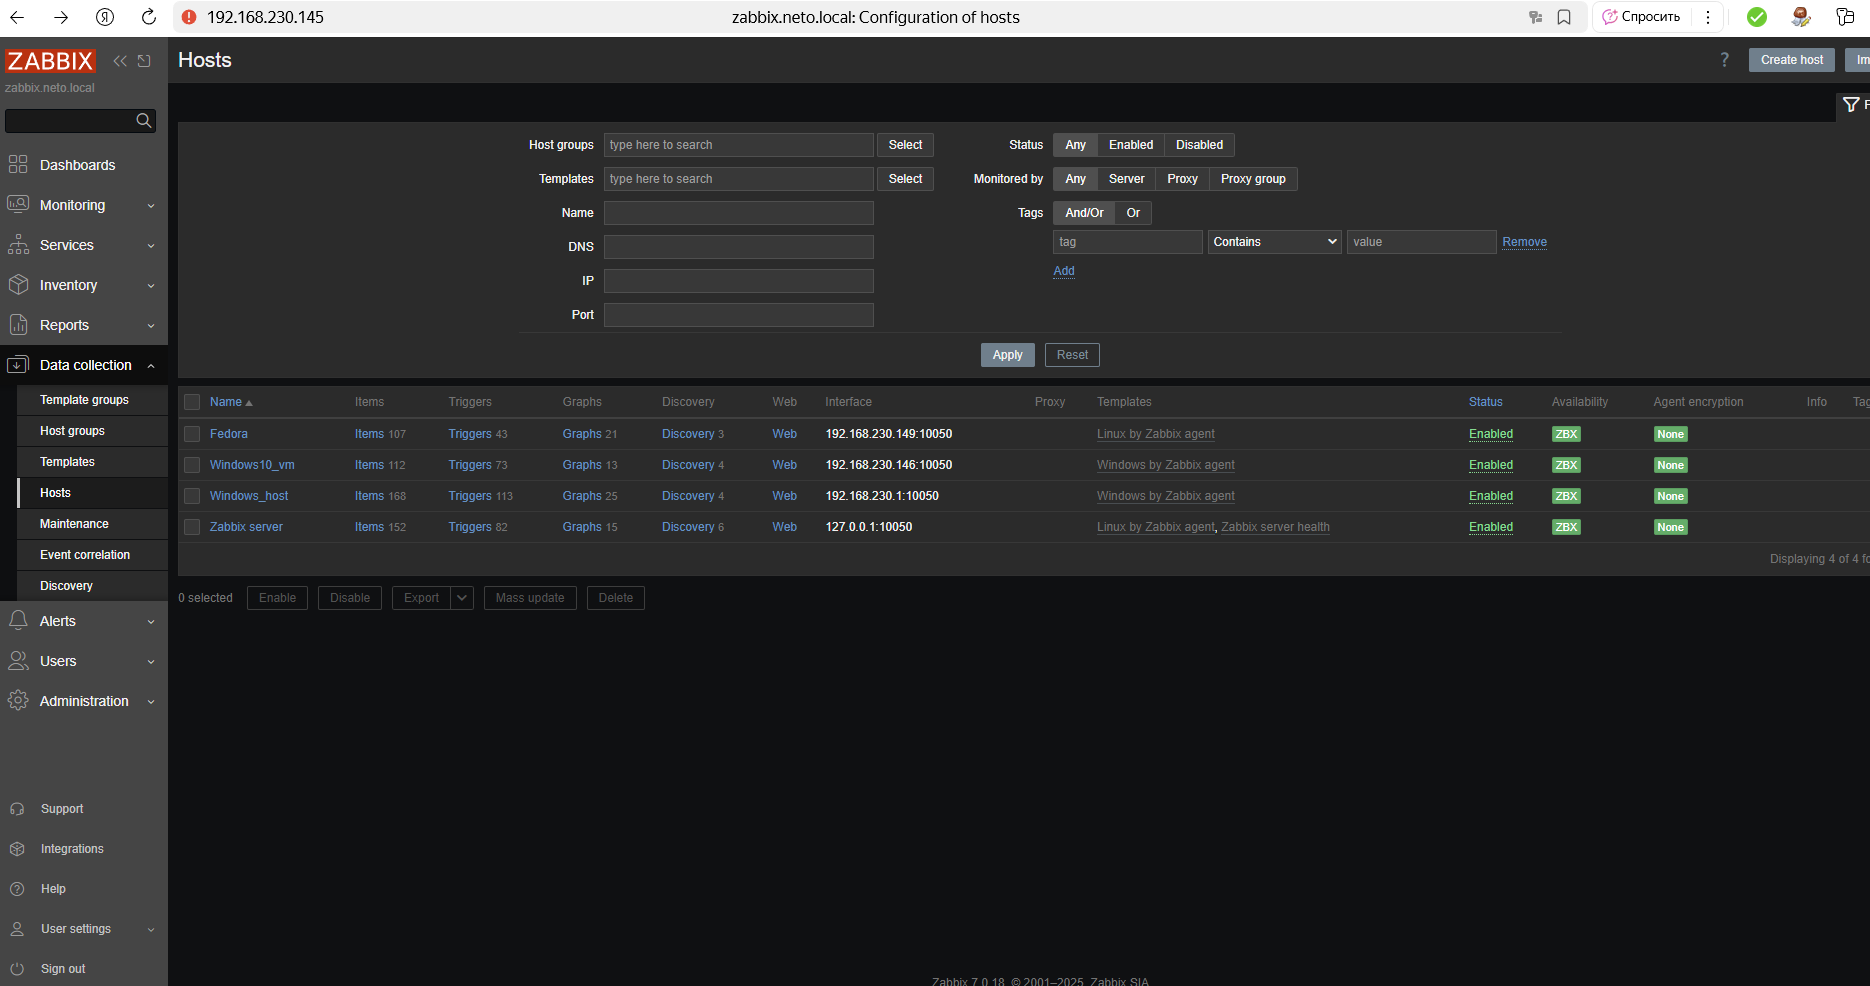 192.168.230.145
zabbix.neto.local: Configuration of hosts
Спросить
ZABBIX
zabbix.neto.local
Dashboards
Monitoring
Services
Inventory
Reports
Data collection
Template groups
Host groups
Templates
Hosts
Maintenance
Event correlation
Discovery
Alerts
Users
Administration
Support
Integrations
Help
User settings
Sign out
Hosts
? Create host Im
F
Host groups type here to search Select
Templates type here to search Select
Name
DNS
IP
Port
Status Any Enabled Disabled
Monitored by Any Server Proxy Proxy group
Tags And/Or Or
tag Contains value Remove
Add
Apply Reset
Name Items Triggers Graphs Discovery Web Interface Proxy Templates Status Availability Agent encryption Info Tag
Fedora Items 107 Triggers 43 Graphs 21 Discovery 3 Web 192.168.230.149:10050 Linux by Zabbix agent Enabled ZBX None
Windows10_vm Items 112 Triggers 73 Graphs 13 Discovery 4 Web 192.168.230.146:10050 Windows by Zabbix agent Enabled ZBX None
Windows_host Items 168 Triggers 113 Graphs 25 Discovery 4 Web 192.168.230.1:10050 Windows by Zabbix agent Enabled ZBX None
Zabbix server Items 152 Triggers 82 Graphs 15 Discovery 6 Web 127.0.0.1:10050 Linux by Zabbix agent, Zabbix server health Enabled ZBX None
Displaying 4 of 4 fo
0 selected Enable Disable Export Mass update Delete
Zabbix 7.0.18. © 2001–2025, Zabbix SIA